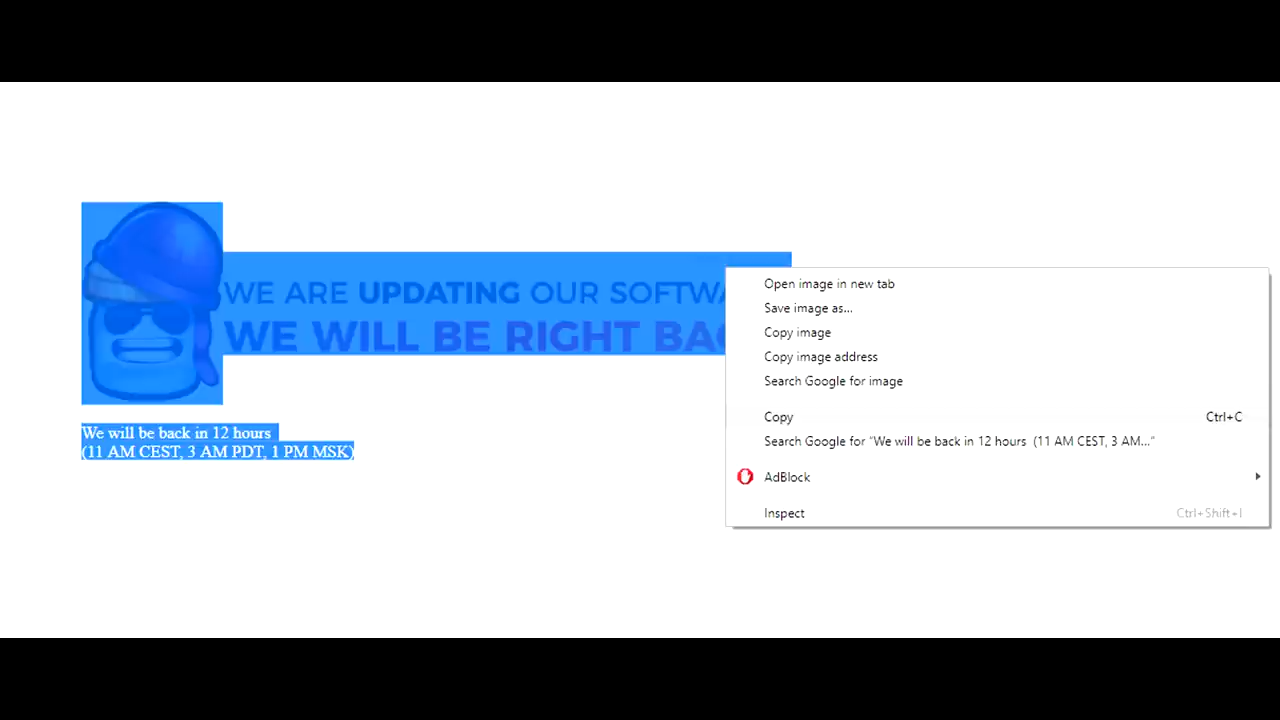 WE ARE UPDATING OUR
WE WILL BE RIGHT
We will be back in 12 hours
(11 AM CEST, 3 AM PDT, 1 PM MSK)
Open image in new tab
Save image as...
Copy image
Copy image address
Search Google for image
Copy Ctrl+C
Search Google for “We will be back in 12 hours (11 AM CEST, 3 AM...”
AdBlock
Inspect Ctrl+Shift+I